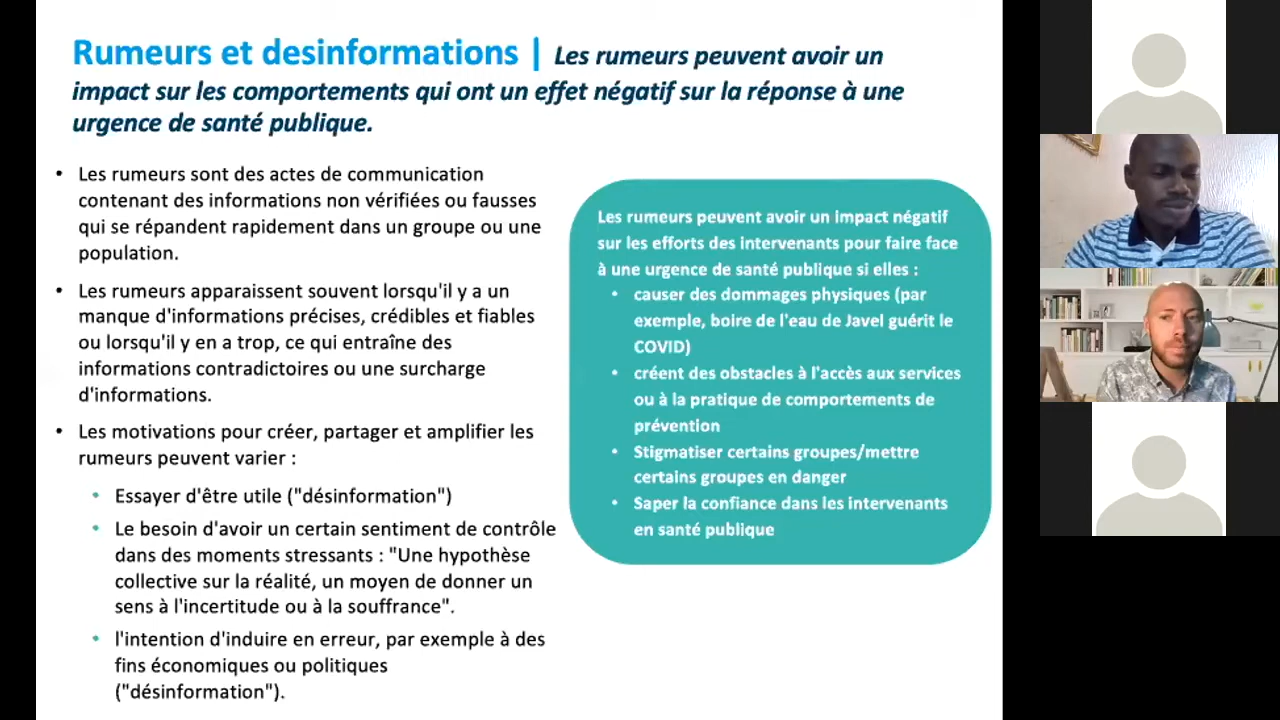 Rumeurs et desinformations | Les rumeurs peuvent avoir un
impact sur les comportements qui ont un effet négatif sur la réponse à une
urgence de santé publique.
• Les rumeurs sont des actes de communication
contenant des informations non vérifiées ou fausses
qui se répandent rapidement dans un groupe ou une
population.
• Les rumeurs apparaissent souvent lorsqu'il y a un
manque d'informations précises, crédibles et fiables
ou lorsqu'il y en a trop, ce qui entraîne des
informations contradictoires ou une surcharge
d'informations.
• Les motivations pour créer, partager et amplifier les
rumeurs peuvent varier :
• Essayer d'être utile ("désinformation")
• Le besoin d'avoir un certain sentiment de contrôle
dans des moments stressants : "Une hypothèse
collective sur la réalité, un moyen de donner un
sens à l'incertitude ou à la souffrance".
• l'intention d'induire en erreur, par exemple à des
fins économiques ou politiques
("désinformation").
Les rumeurs peuvent avoir un impact négatif
sur les efforts des intervenants pour faire face
à une urgence de santé publique si elles :
• causer des dommages physiques (par
exemple, boire de l'eau de Javel guérit le
COVID)
• créent des obstacles à l'accès aux services
ou à la pratique de comportements de
prévention
• Stigmatiser certains groupes/mettre
certains groupes en danger
• Saper la confiance dans les intervenants
en santé publique